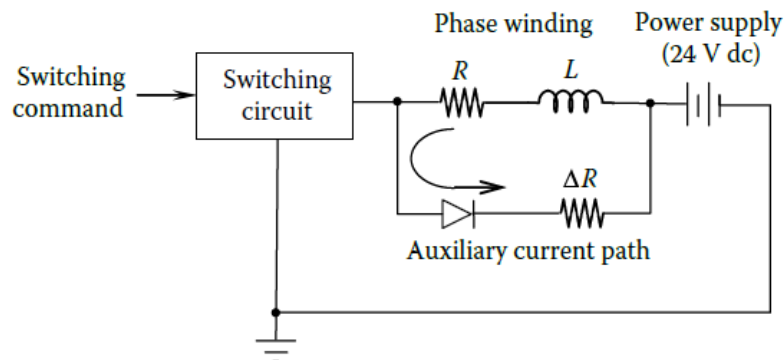 Phase winding
Power supply
(24 V dc)
Switching
command
Switching
circuit
R
L
ΔR
Auxiliary current path